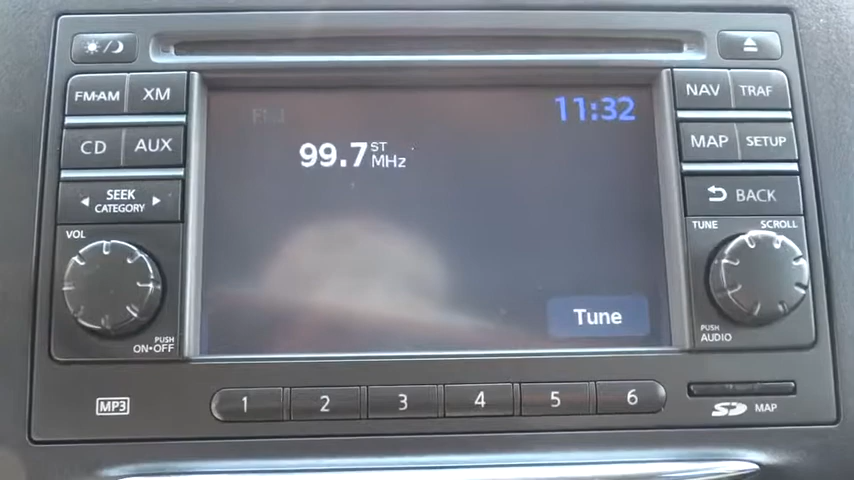 FM·AM XM
CD AUX
SEEK
CATEGORY
VOL
PUSH
ON•OFF
11:32
99.7 ST MHz
Tune
NAV TRAF
MAP SETUP
BACK
TUNE SCROLL
PUSH
AUDIO
MP3
1 2 3 4 5 6
SD MAP